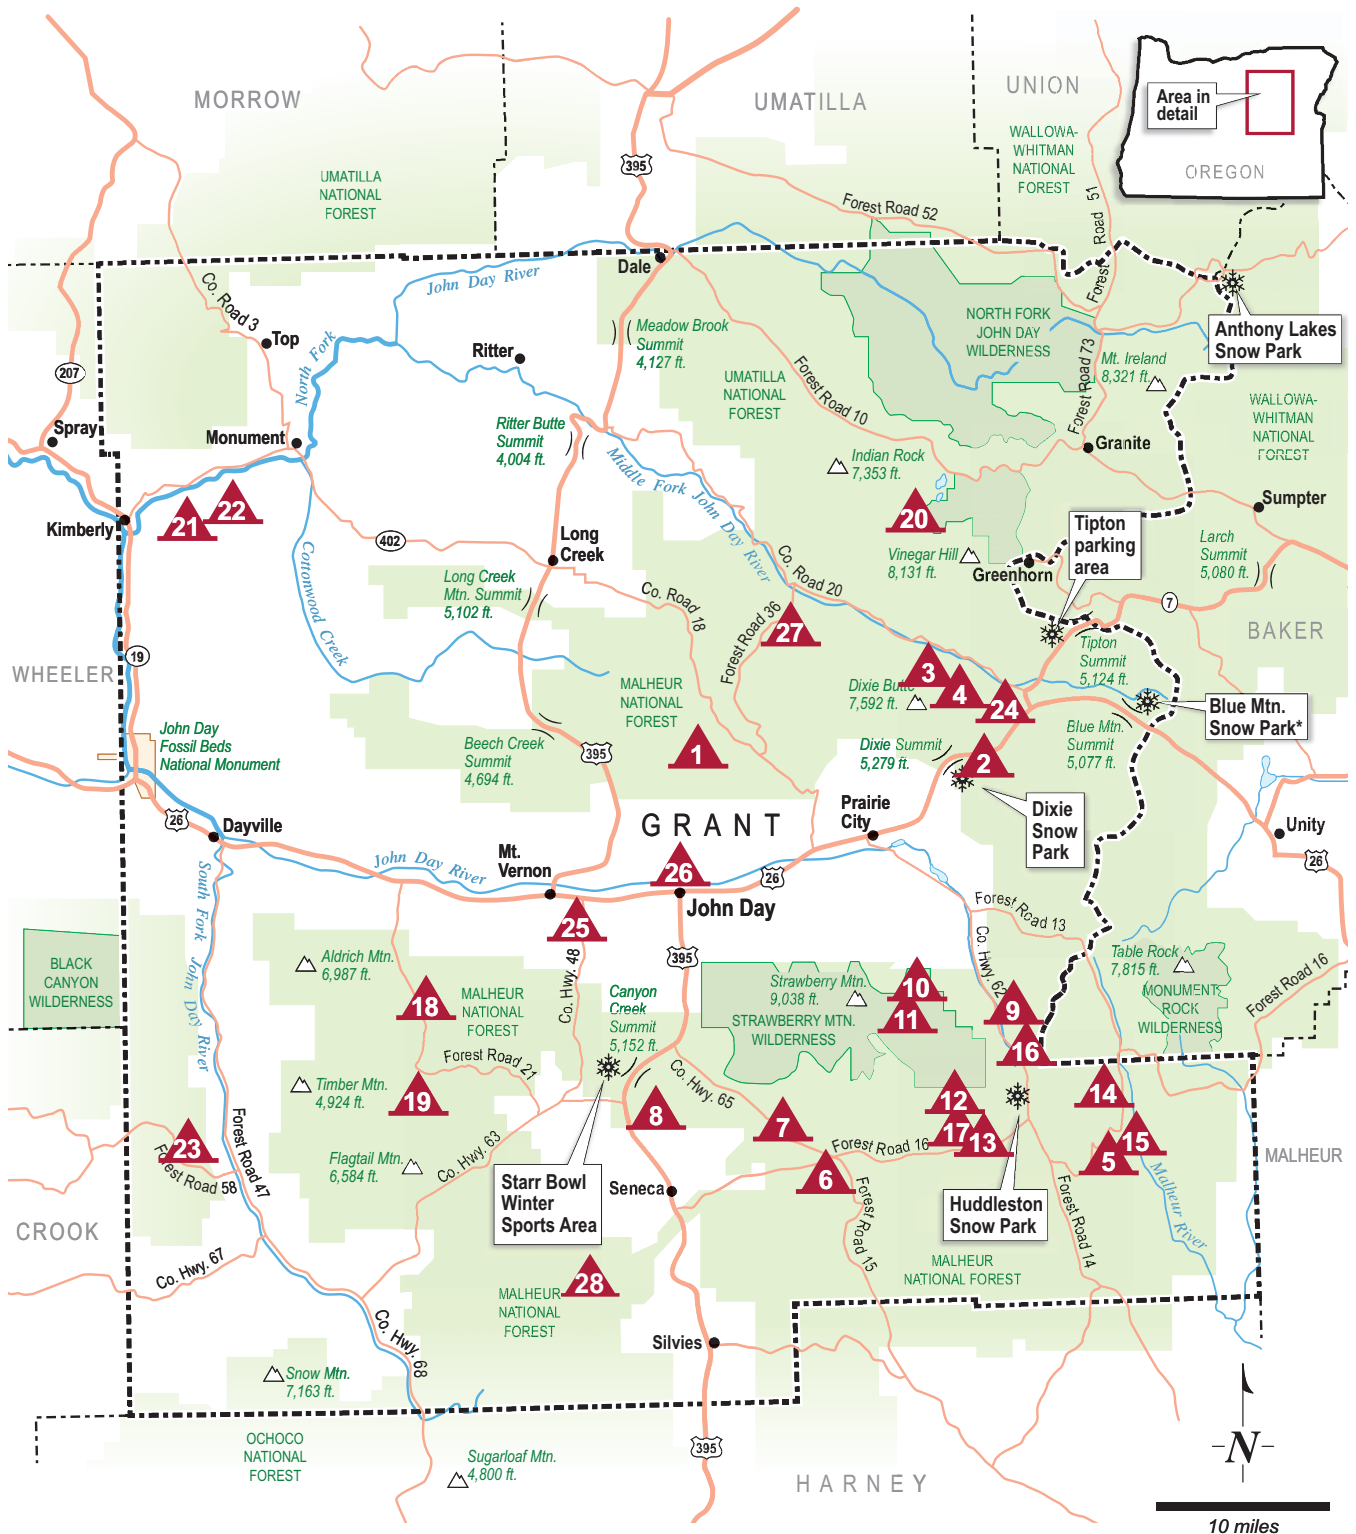 MORROW
UMATILLA
UNION
Area in
detail
OREGON
WALLOWA-
WHITMAN
NATIONAL
FOREST
UMATILLA
NATIONAL
FOREST
395
Forest Road 52
Forest Road 51
Dale
John Day River
Co. Road 3
Top
North Fork
Meadow Brook
Summit
4,127 ft.
Ritter
NORTH FORK
JOHN DAY
WILDERNESS
Anthony Lakes
Snow Park
Forest Road 73
Mt. Ireland
8,321 ft.
207
UMATILLA
NATIONAL
FOREST
Forest Road 10
WALLOWA-
WHITMAN
NATIONAL
FOREST
Spray
Monument
Ritter Butte
Summit
4,004 ft.
Middle Fork John Day River
Indian Rock
7,353 ft.
Granite
Sumpter
Kimberly
21
22
20
Tipton
parking
area
402
Long
Creek
Cottonwood Creek
Vinegar Hill
8,131 ft.
Greenhorn
Larch
Summit
5,080 ft.
Long Creek
Mtn. Summit
5,102 ft.
Co. Road 18
Co. Road 20
Forest Road 36
27
7
BAKER
WHEELER
19
3
4
24
Tipton
Summit
5,124 ft.
MALHEUR
NATIONAL
FOREST
Dixie Butte
7,592 ft.
Blue Mtn.
Snow Park*
John Day
Fossil Beds
National Monument
Beech Creek
Summit
4,694 ft.
395
1
Dixie Summit
5,279 ft.
2
Blue Mtn.
Summit
5,077 ft.
26
Dayville
GRANT
Prairie
City
Dixie
Snow
Park
Unity
26
John Day River
Mt.
Vernon
26
26
John Day
South Fork John Day River
25
Forest Road 13
395
Co. Hwy. 48
Co. Hwy. 62
BLACK
CANYON
WILDERNESS
Aldrich Mtn.
6,987 ft.
18
MALHEUR
NATIONAL
FOREST
Canyon
Creek
Summit
5,152 ft.
Strawberry Mtn.
9,038 ft.
STRAWBERRY MTN.
WILDERNESS
10
11
9
16
Table Rock
7,815 ft.
MONUMENT
ROCK
WILDERNESS
Forest Road 16
Forest Road 21
Timber Mtn.
4,924 ft.
19
Co. Hwy. 65
8
7
12
17
13
14
15
5
23
Forest Road 58
Forest Road 47
Flagtail Mtn.
6,584 ft.
Co. Hwy. 63
Forest Road 16
6
MALHEUR
Starr Bowl
Winter
Sports Area
Seneca
Forest Road 15
Huddleston
Snow Park
Forest Road 14
Malheur River
CROOK
Co. Hwy. 67
MALHEUR
NATIONAL FOREST
28
MALHEUR
NATIONAL
FOREST
Co. Hwy. 68
Silvies
Snow Mtn.
7,163 ft.
OCHOCO
NATIONAL
FOREST
Sugarloaf Mtn.
4,800 ft.
395
HARNEY
N
10 miles